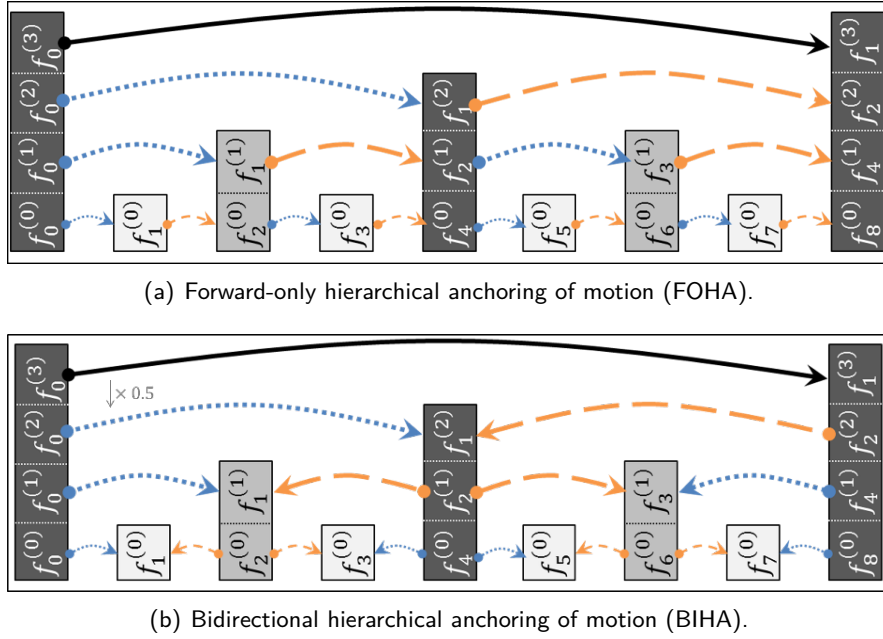 f_0^{(3)} f_1^{(3)}
f_0^{(2)} f_1^{(2)} f_2^{(2)}
f_0^{(1)} f_1^{(1)} f_2^{(1)} f_3^{(1)} f_4^{(1)}
f_0^{(0)} f_1^{(0)} f_2^{(0)} f_3^{(0)} f_4^{(0)} f_5^{(0)} f_6^{(0)} f_7^{(0)} f_8^{(0)}
(a) Forward-only hierarchical anchoring of motion (FOHA).
f_0^{(3)} f_1^{(3)}
↓× 0.5
f_0^{(2)} f_1^{(2)} f_2^{(2)}
f_0^{(1)} f_1^{(1)} f_2^{(1)} f_3^{(1)} f_4^{(1)}
f_0^{(0)} f_1^{(0)} f_2^{(0)} f_3^{(0)} f_4^{(0)} f_5^{(0)} f_6^{(0)} f_7^{(0)} f_8^{(0)}
(b) Bidirectional hierarchical anchoring of motion (BIHA).